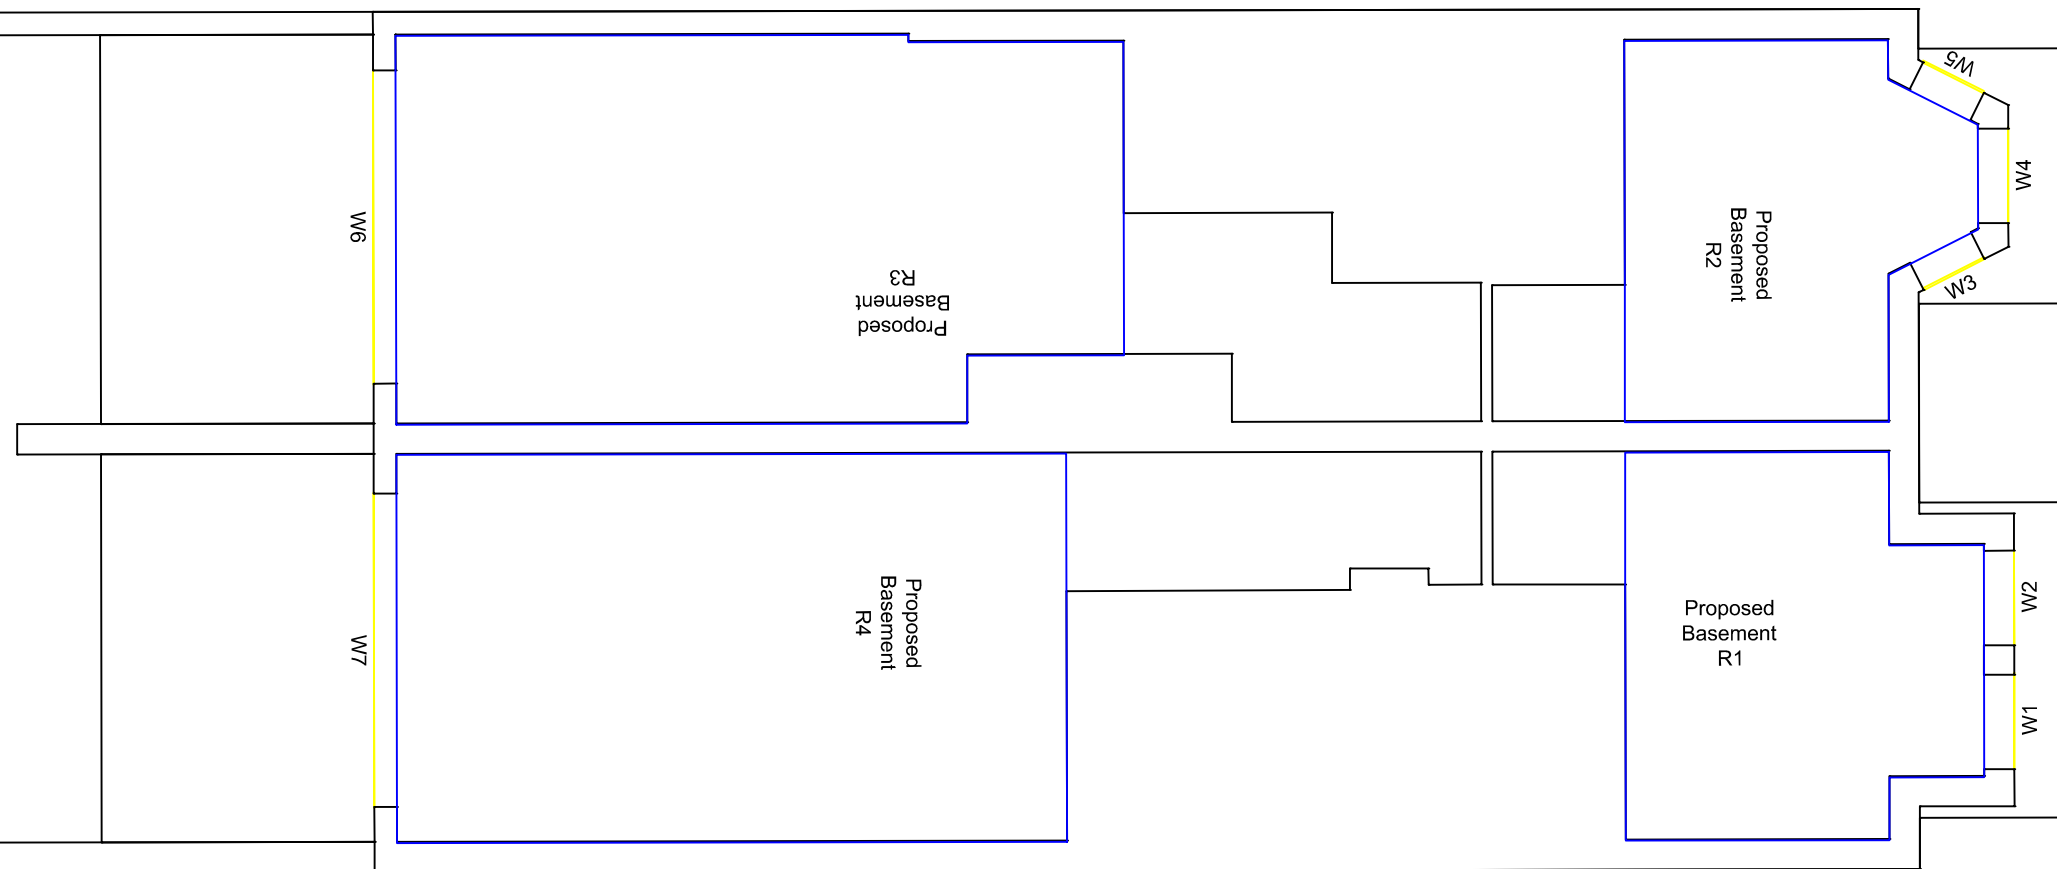 W5
W4
W3
Proposed
Basement
R2
W6
Proposed
Basement
R3
Proposed
Basement
R4
W7
Proposed
Basement
R1
W2
W1